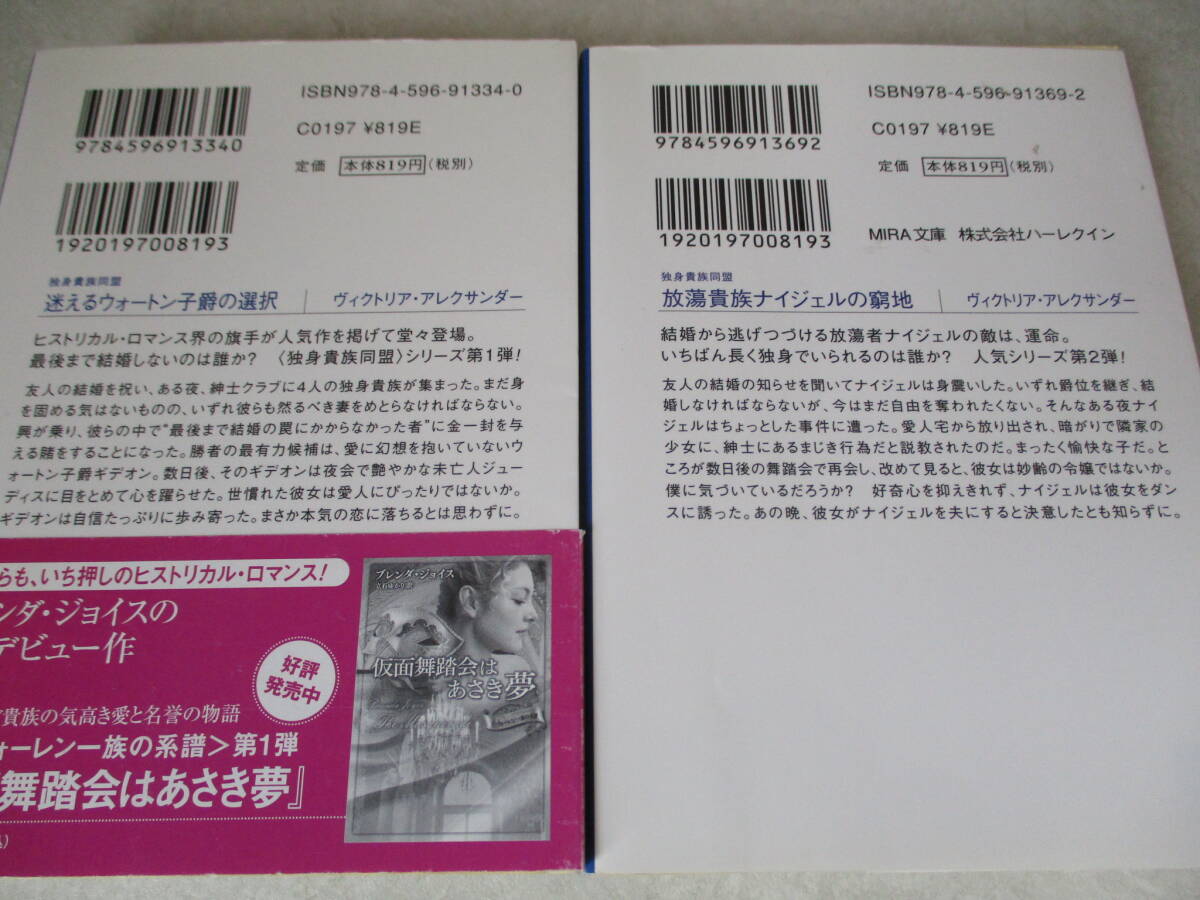 ISBN978-4-596-91334-0
9784596913340
C0197 ¥819E
定価 本体819円(税別)
1920197008193
独身貴族同盟
迷えるウォートン子爵の選択 ヴィクトリア・アレクサンダー
ヒストリカル・ロマンス界の旗手が人気作を掲げて堂々登場。
最後まで結婚しないのは誰か? 〈独身貴族同盟〉シリーズ第1弾!
友人の結婚を祝い、ある夜、紳士クラブに4人の独身貴族が集まった。まだ身
を固める気はないものの、いずれ彼らも然るべき妻をめとらなければならない。
興が乗り、彼らの中で“最後まで結婚の罠にかからなかった者”に金一封を与
える賭をすることになった。勝者の最有力候補は、愛に幻想を抱いていないウ
ォートン子爵ギデオン。数日後、そのギデオンは夜会で艶やかな未亡人ジュー
ディスに目をとめて心を躍らせた。世慣れた彼女は愛人にぴったりではないか。
ギデオンは自信たっぷりに歩み寄った。まさか本気の恋に落ちるとは思わずに。
らも、いち押しのヒストリカル・ロマンス!
ンダ・ジョイスの
デビュー作
好評
発売中
貴族の気高き愛と名誉の物語
ォーレン一族の系譜>第1弾
舞踏会はあさき夢』
ブレンダ・ジョイス
仮面舞踏会は
あさき夢
ISBN978-4-596-91369-2
9784596913692
C0197 ¥819E
定価 本体819円(税別)
1920197008193
MIRA文庫 株式会社ハーレクイン
独身貴族同盟
放蕩貴族ナイジェルの窮地 ヴィクトリア・アレクサンダー
結婚から逃げつづける放蕩者ナイジェルの敵は、運命。
いちばん長く独身でいられるのは誰か? 人気シリーズ第2弾!
友人の結婚の知らせを聞いてナイジェルは身震いした。いずれ爵位を継ぎ、結
婚しなければならないが、今はまだ自由を奪われたくない。そんなある夜ナイ
ジェルはちょっとした事件に遭った。愛人宅から放り出され、暗がりで隣家の
少女に、紳士にあるまじき行為だと説教されたのだ。まったく愉快な子だ。と
ころが数日後の舞踏会で再会し、改めて見ると、彼女は妙齢の令嬢ではないか。
僕に気づいているだろうか? 好奇心を抑えきれず、ナイジェルは彼女をダン
スに誘った。あの晩、彼女がナイジェルを夫にすると決意したとも知らずに。